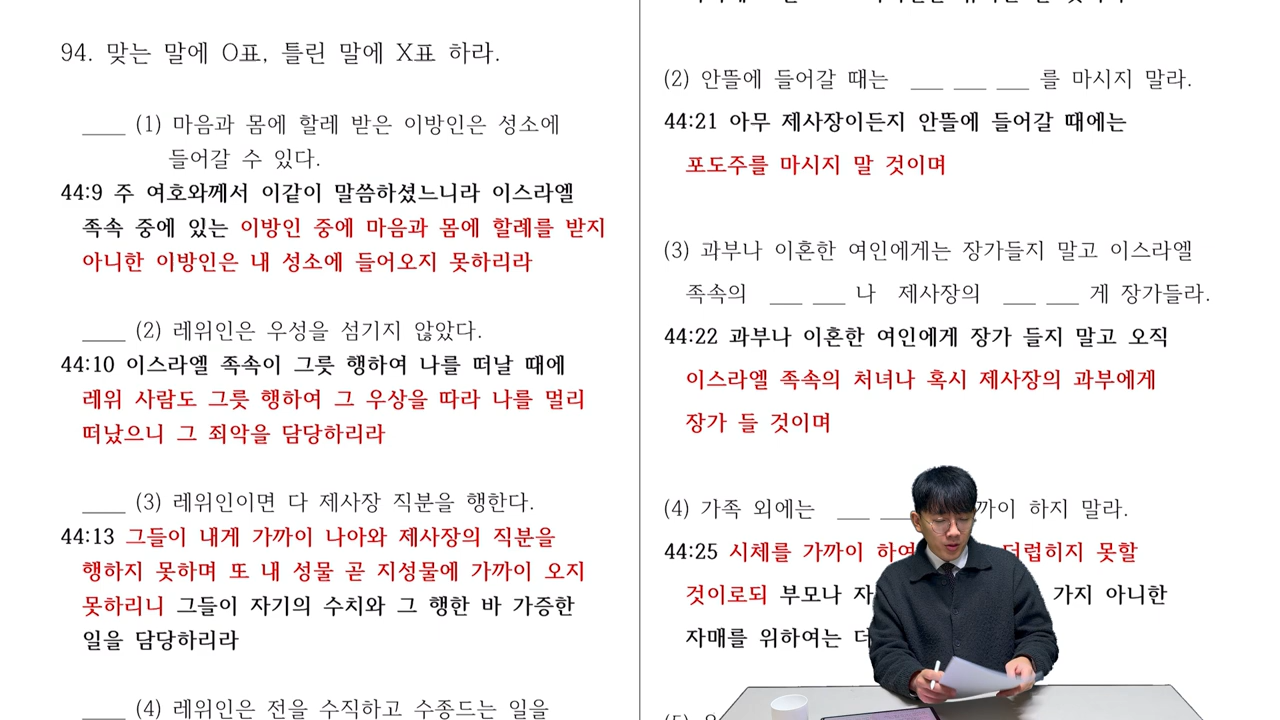 94. 맞는 말에 O표, 틀린 말에 X표 하라.
____ (1) 마음과 몸에 할레 받은 이방인은 성소에
들어갈 수 있다.
44:9 주 여호와께서 이같이 말씀하셨느니라 이스라엘
족속 중에 있는 이방인 중에 마음과 몸에 할례를 받지
아니한 이방인은 내 성소에 들어오지 못하리라
____ (2) 레위인은 우성을 섬기지 않았다.
44:10 이스라엘 족속이 그릇 행하여 나를 떠날 때에
레위 사람도 그릇 행하여 그 우상을 따라 나를 멀리
떠났으니 그 죄악을 담당하리라
____ (3) 레위인이면 다 제사장 직분을 행한다.
44:13 그들이 내게 가까이 나아와 제사장의 직분을
행하지 못하며 또 내 성물 곧 지성물에 가까이 오지
못하리니 그들이 자기의 수치와 그 행한 바 가증한
일을 담당하리라
____ (4) 레위인은 전을 수직하고 수종드는 일을
(2) 안뜰에 들어갈 때는 ___ ___ ___ 를 마시지 말라.
44:21 아무 제사장이든지 안뜰에 들어갈 때에는
포도주를 마시지 말 것이며
(3) 과부나 이혼한 여인에게는 장가들지 말고 이스라엘
족속의 ___ ___ 나 제사장의 ___ ___ 게 장가들라.
44:22 과부나 이혼한 여인에게 장가 들지 말고 오직
이스라엘 족속의 처녀나 혹시 제사장의 과부에게
장가 들 것이며
(4) 가족 외에는 ___ ___ 까이 하지 말라.
44:25 시체를 가까이 하여 더럽히지 못할
것이로되 부모나 자 가지 아니한
자매를 위하여는 더